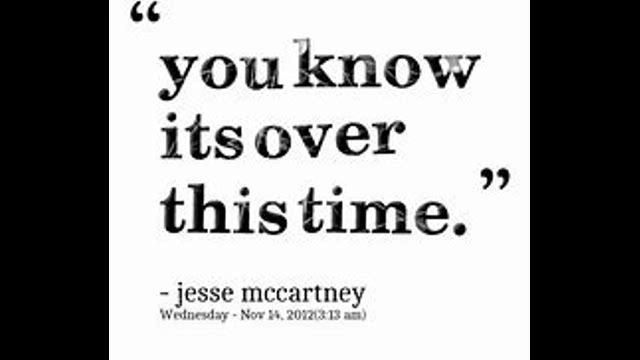 “
you know
its over
this time.
”
- jesse mccartney
Wednesday - Nov 14, 2012(3:13 am)